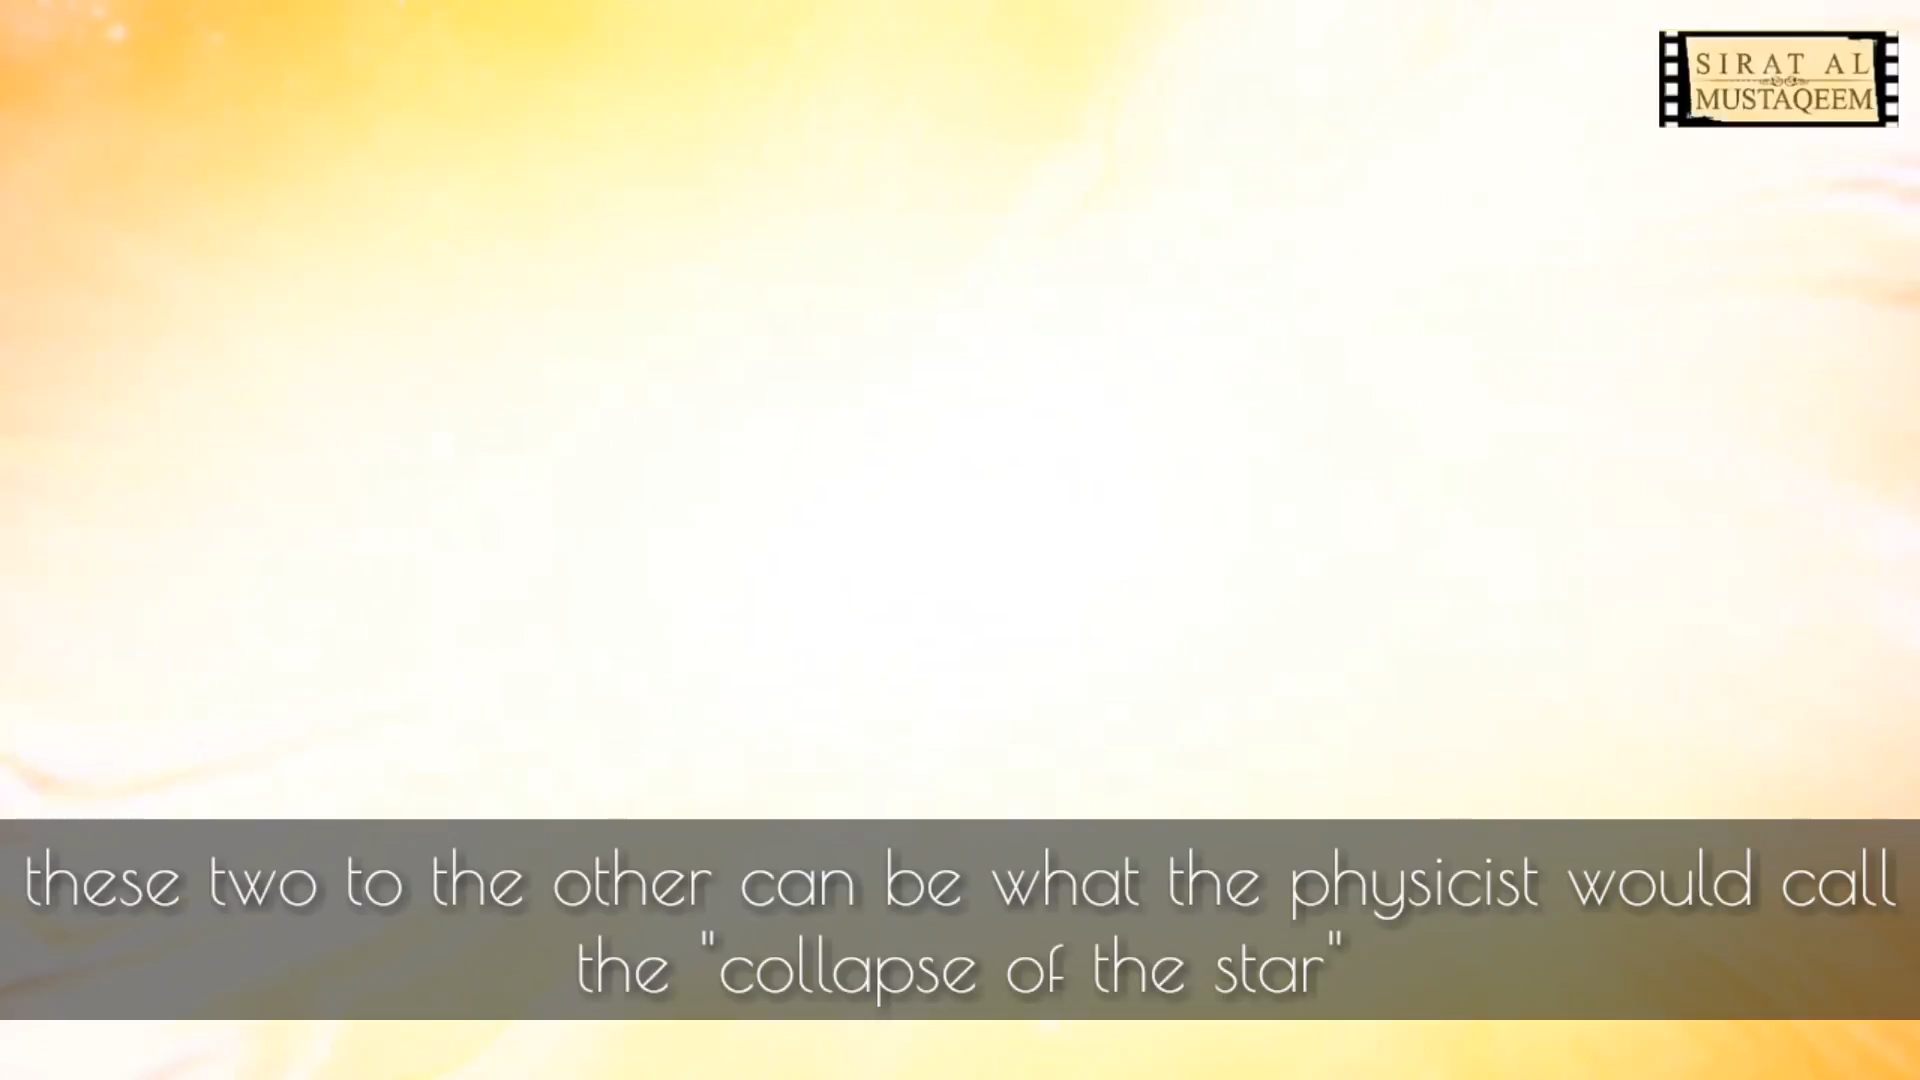 SIRAT AL
MUSTAQEEM
these two to the other can be what the physicist would call
the "collapse of the star"